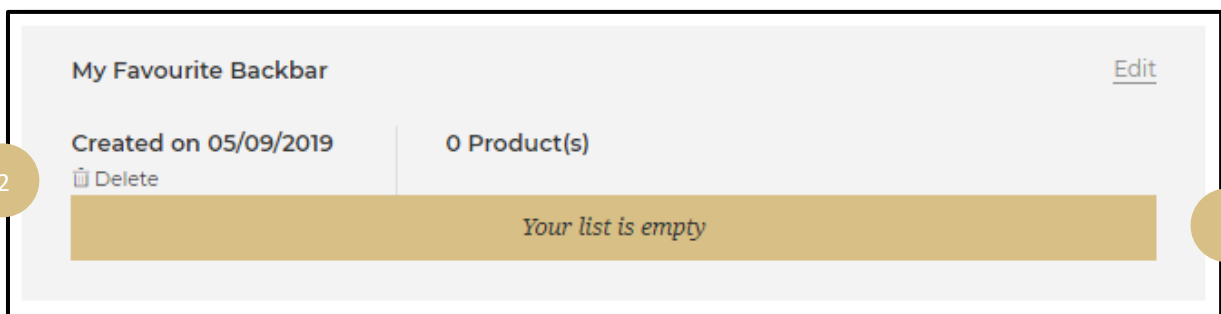 My Favourite Backbar
Edit
Created on 05/09/2019
0 Product(s)
Delete
2
Your list is empty